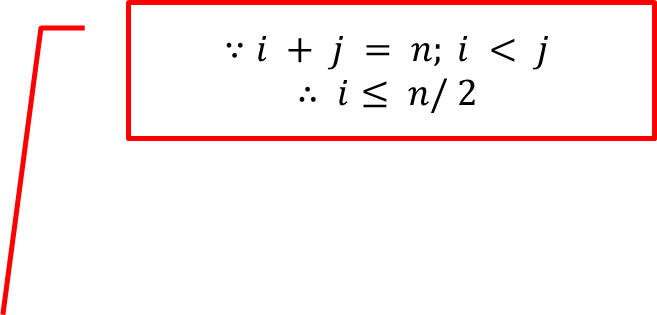 ∵ i + j = n; i < j
∴ i ≤ n/ 2